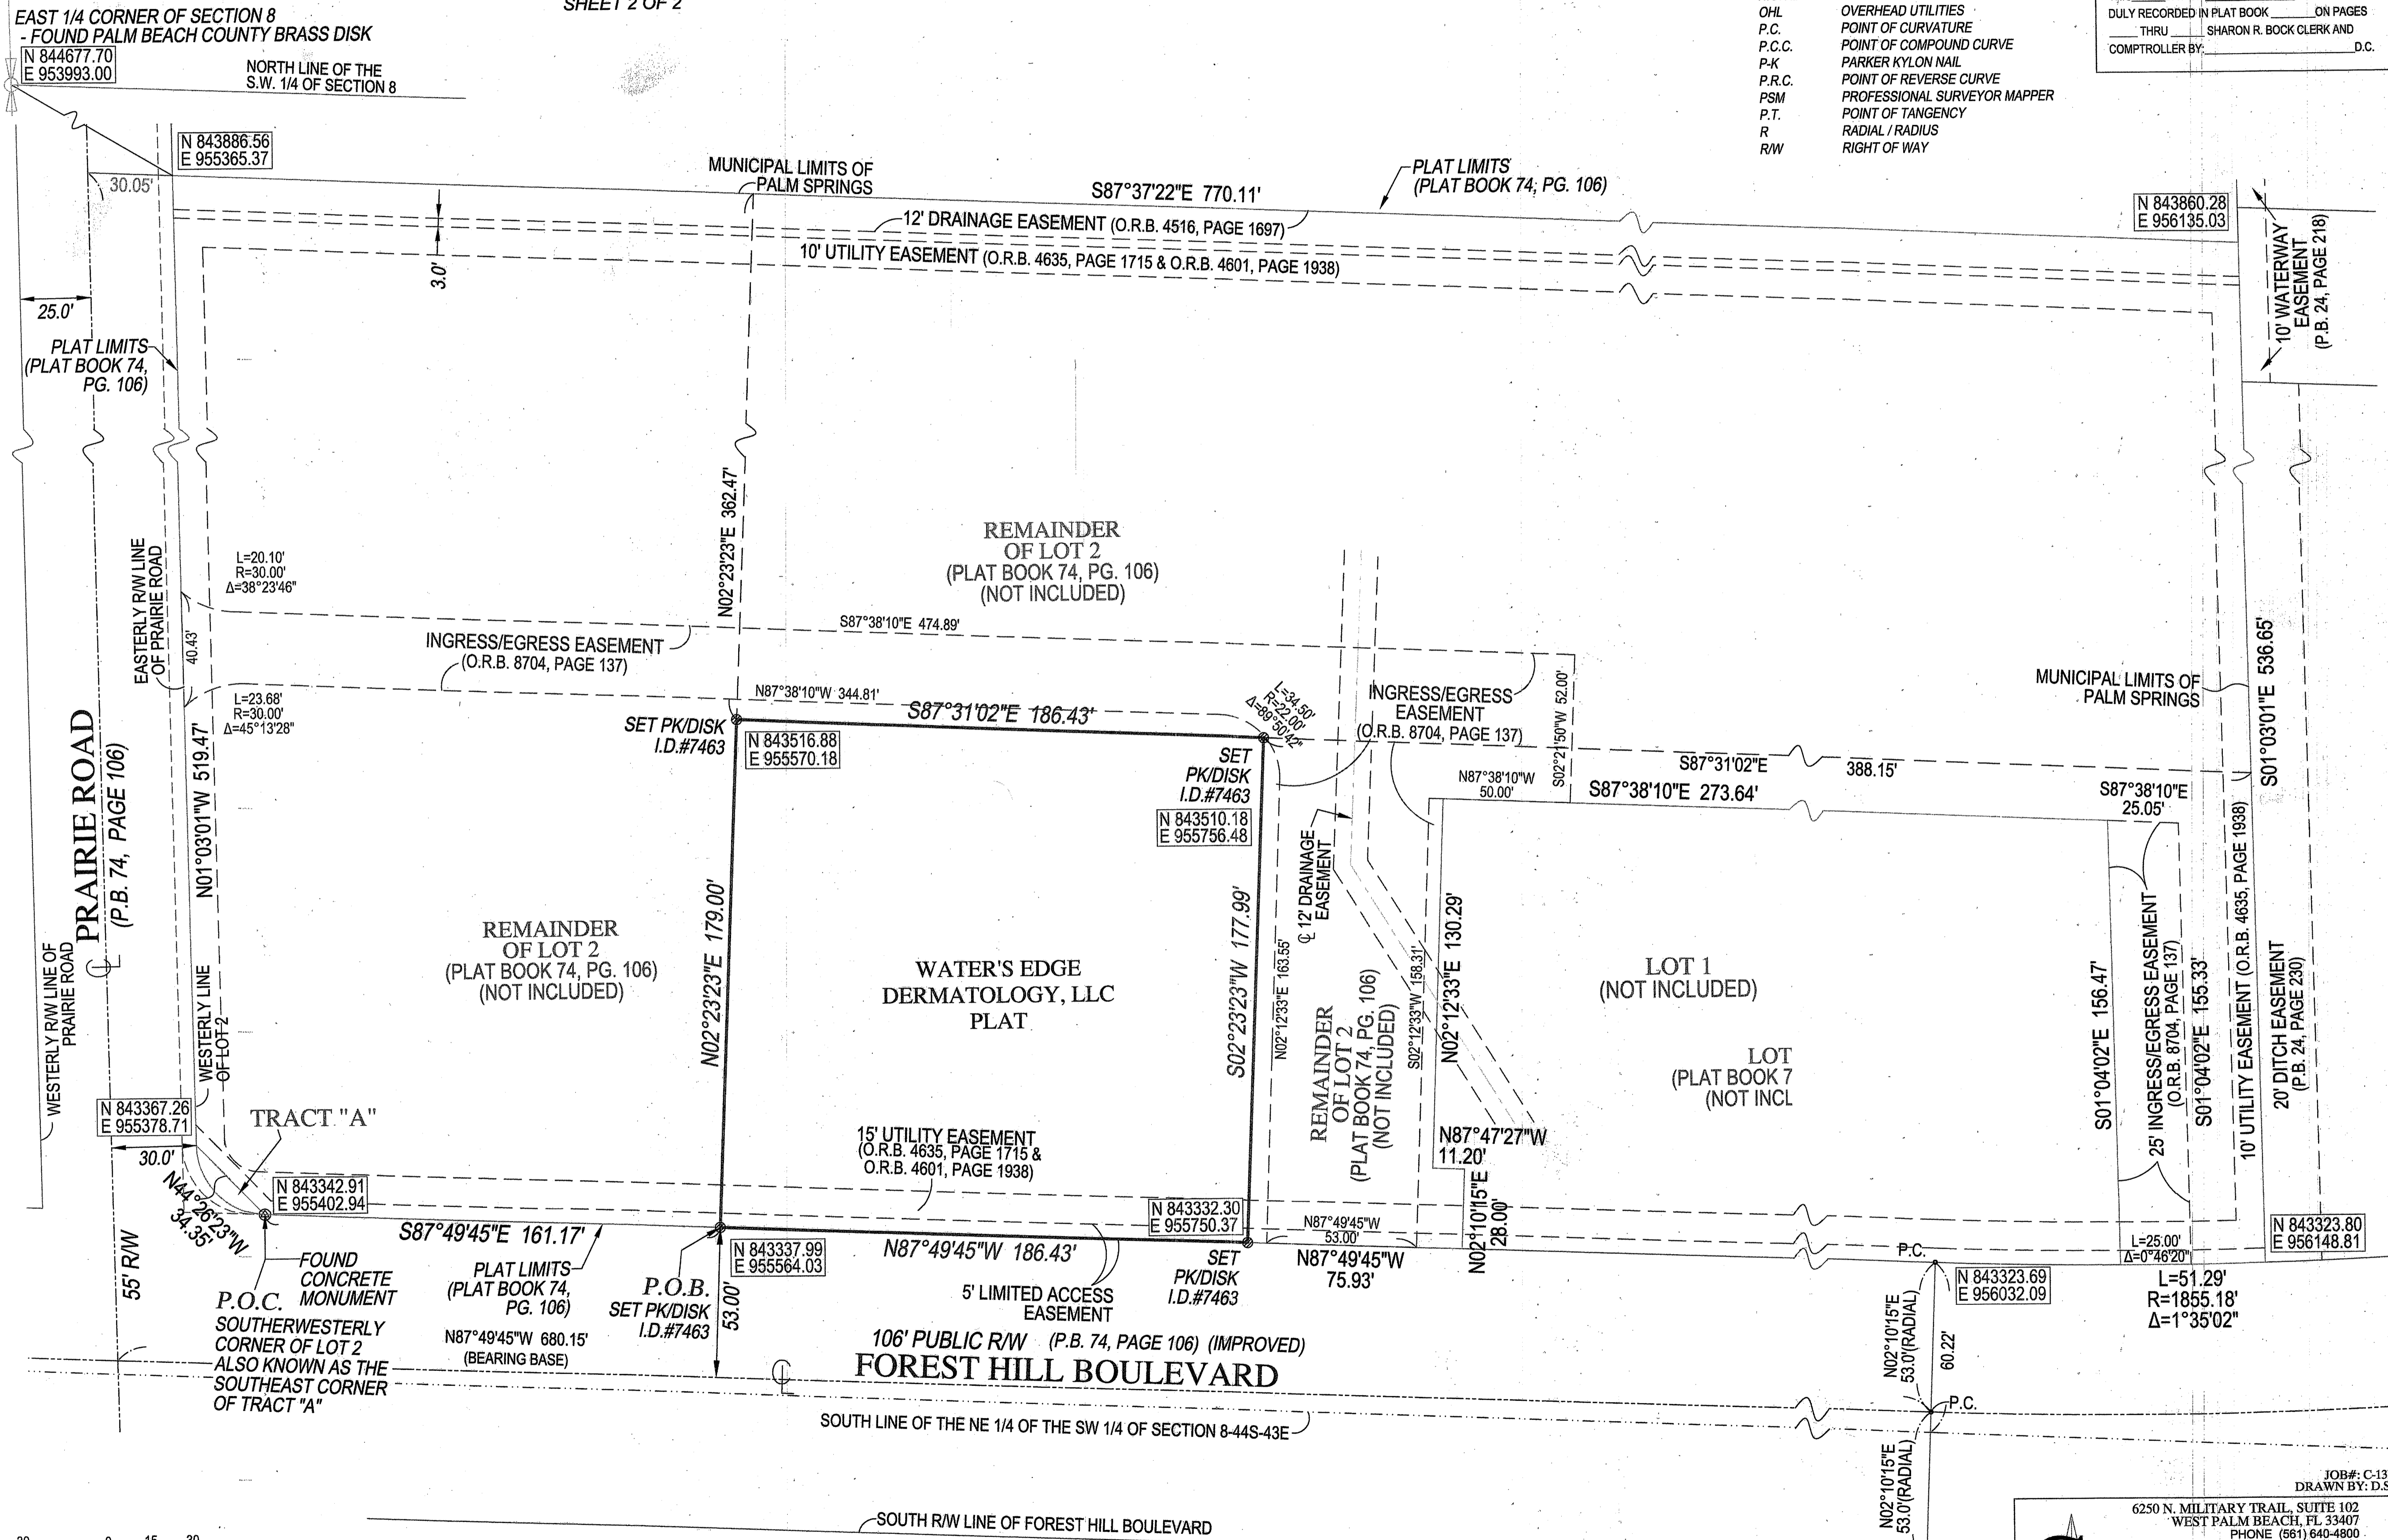 SHEET 2 OF 2
EAST 1/4 CORNER OF SECTION 8
- FOUND PALM BEACH COUNTY BRASS DISK
N 844677.70
E 953993.00
NORTH LINE OF THE
S.W. 1/4 OF SECTION 8
OHL OVERHEAD UTILITIES
P.C. POINT OF CURVATURE
P.C.C. POINT OF COMPOUND CURVE
P-K PARKER KYLON NAIL
P.R.C. POINT OF REVERSE CURVE
PSM PROFESSIONAL SURVEYOR MAPPER
P.T. POINT OF TANGENCY
R RADIAL / RADIUS
R/W RIGHT OF WAY
DULY RECORDED IN PLAT BOOK ______ ON PAGES
____ THRU ____ SHARON R. BOCK CLERK AND
COMPTROLLER BY:____________________D.C.
N 843886.56
E 955365.37
30.05'
MUNICIPAL LIMITS OF
PALM SPRINGS
S87°37'22"E 770.11'
PLAT LIMITS
(PLAT BOOK 74, PG. 106)
N 843860.28
E 956135.03
12' DRAINAGE EASEMENT (O.R.B. 4516, PAGE 1697)
10' UTILITY EASEMENT (O.R.B. 4635, PAGE 1715 & O.R.B. 4601, PAGE 1938)
3.0'
10' WATERWAY
EASEMENT
(P.B. 24, PAGE 218)
25.0'
PLAT LIMITS
(PLAT BOOK 74,
PG. 106)
N02°23'23"E 362.47'
REMAINDER
OF LOT 2
(PLAT BOOK 74, PG. 106)
(NOT INCLUDED)
EASTERLY R/W LINE
OF PRAIRIE ROAD
L=20.10'
R=30.00'
Δ=38°23'46"
40.43'
S87°38'10"E 474.89'
INGRESS/EGRESS EASEMENT
(O.R.B. 8704, PAGE 137)
L=23.68'
R=30.00'
Δ=45°13'28"
N87°38'10"W 344.81'
S87°31'02"E 186.43'
L=34.50'
R=22.00'
Δ=89°50'42"
INGRESS/EGRESS
EASEMENT
(O.R.B. 8704, PAGE 137)
S02°21'50"W 52.00'
MUNICIPAL LIMITS OF
PALM SPRINGS
S01°03'01"E 536.65'
SET PK/DISK
I.D.#7463
N 843516.88
E 955570.18
SET
PK/DISK
I.D.#7463
N 843510.18
E 955756.48
N87°38'10"W
50.00'
S87°31'02"E 388.15'
S87°38'10"E 273.64'
S87°38'10"E
25.05'
PRAIRIE ROAD
(P.B. 74, PAGE 106)
N01°03'01"W 519.47'
WESTERLY R/W LINE OF
PRAIRIE ROAD
WESTERLY LINE
OF LOT 2
REMAINDER
OF LOT 2
(PLAT BOOK 74, PG. 106)
(NOT INCLUDED)
N02°23'23"E 179.00'
WATER'S EDGE
DERMATOLOGY, LLC
PLAT
S02°23'23"W 177.99'
N02°12'33"E 163.55'
℄ 12' DRAINAGE
EASEMENT
REMAINDER
OF LOT 2
(PLAT BOOK 74, PG. 106)
(NOT INCLUDED)
S02°12'33"W 158.31'
N02°12'33"E 130.29'
LOT 1
(NOT INCLUDED)
LOT
(PLAT BOOK 7
(NOT INCL
S01°04'02"E 156.47'
25' INGRESS/EGRESS EASEMENT
(O.R.B. 8704, PAGE 137)
S01°04'02"E 155.33'
10' UTILITY EASEMENT (O.R.B. 4635, PAGE 1938)
20' DITCH EASEMENT
(P.B. 24, PAGE 230)
N 843367.26
E 955378.71
TRACT "A"
30.0'
N44°26'23"W
34.35'
N 843342.91
E 955402.94
15' UTILITY EASEMENT
(O.R.B. 4635, PAGE 1715 &
O.R.B. 4601, PAGE 1938)
N87°47'27"W
11.20'
N02°10'15"E
28.00'
N 843332.30
E 955750.37
N87°49'45"W
53.00'
S87°49'45"E 161.17'
N 843337.99
E 955564.03
N87°49'45"W 186.43'
SET
PK/DISK
I.D.#7463
N87°49'45"W
75.93'
P.C.
L=25.00'
Δ=0°46'20"
N 843323.80
E 956148.81
N 843323.69
E 956032.09
L=51.29'
R=1855.18'
Δ=1°35'02"
55' R/W
FOUND
CONCRETE
MONUMENT
P.O.C.
SOUTHERWESTERLY
CORNER OF LOT 2
ALSO KNOWN AS THE
SOUTHEAST CORNER
OF TRACT "A"
PLAT LIMITS
(PLAT BOOK 74,
PG. 106)
P.O.B.
SET PK/DISK
I.D.#7463
53.00'
5' LIMITED ACCESS
EASEMENT
N87°49'45"W 680.15'
(BEARING BASE)
106' PUBLIC R/W (P.B. 74, PAGE 106) (IMPROVED)
℄ FOREST HILL BOULEVARD
N02°10'15"E
53.0'(RADIAL)
60.22'
P.C.
SOUTH LINE OF THE NE 1/4 OF THE SW 1/4 OF SECTION 8-44S-43E
N02°10'15"E
53.0'(RADIAL)
SOUTH R/W LINE OF FOREST HILL BOULEVARD
JOB#: C-13
DRAWN BY: D.S
6250 N. MILITARY TRAIL, SUITE 102
WEST PALM BEACH, FL 33407
PHONE (561) 640-4800